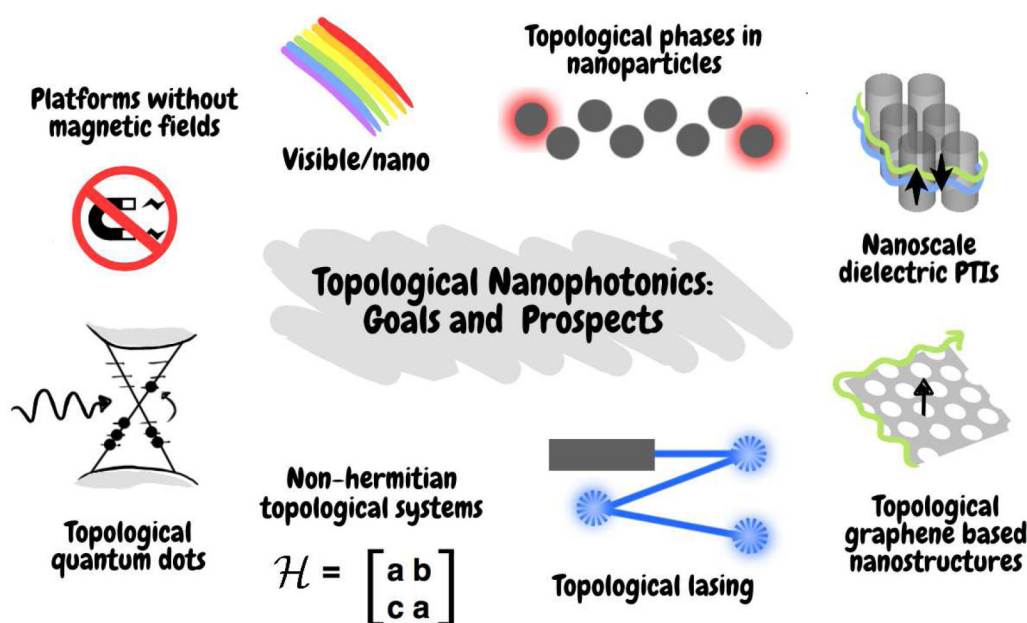 Topological phases in
nanoparticles
Platforms without
magnetic fields
Visible/nano
Nanoscale
dielectric PTIs
Topological Nanophotonics:
Goals and Prospects
Topological
quantum dots
Non-hermitian
topological systems
ℋ = [a b
c a]
Topological lasing
Topological
graphene based
nanostructures